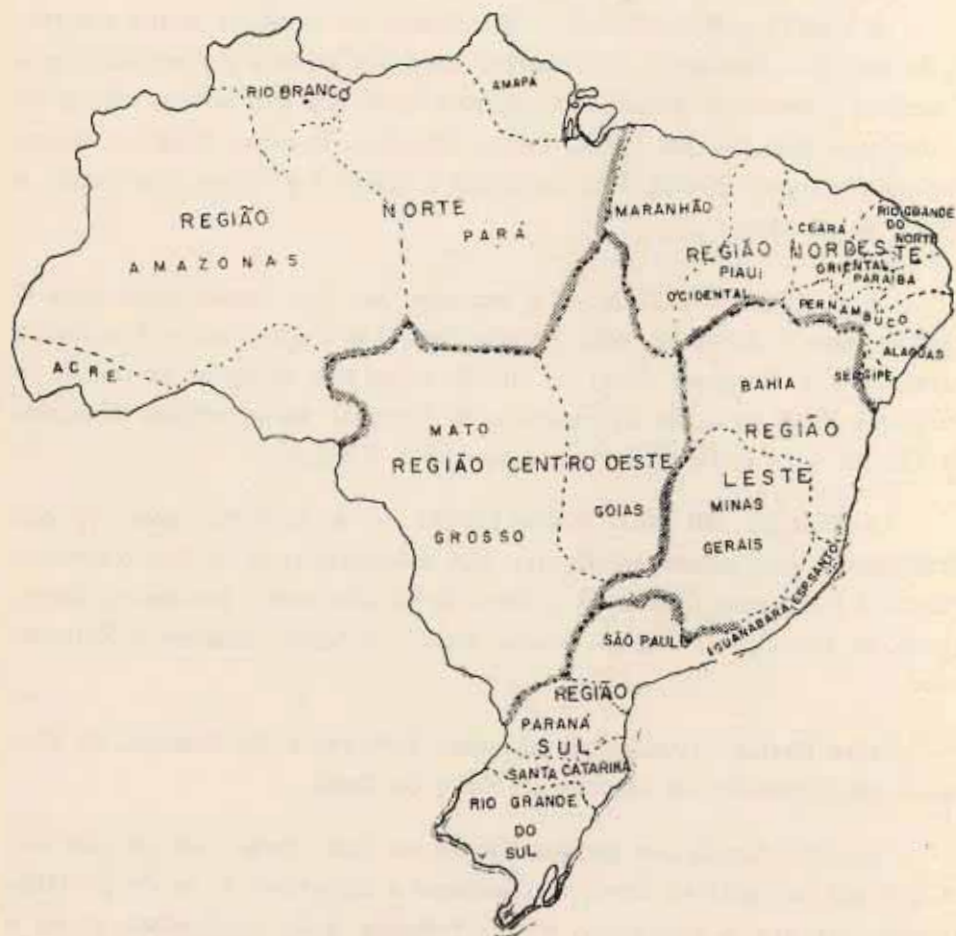 RIO BRANCO
AMAPÁ
REGIÃO NORTE
AMAZONAS
PARÁ
ACRE
MARANHÃO
CEARÁ
RIO GRANDE
DO
NORTE
REGIÃO NORDESTE
PIAUI
OCIDENTAL
ORIENTAL
PARAÍBA
PERNAMBUCO
ALAGOAS
SERGIPE
BAHIA
REGIÃO
LESTE
MINAS
GERAIS
MATO
GROSSO
REGIÃO CENTRO OESTE
GOIAS
ESP. SANTO
GUANABARA
SÃO PAULO
REGIÃO
SUL
PARANÁ
SANTA CATARINA
RIO GRANDE
DO
SUL